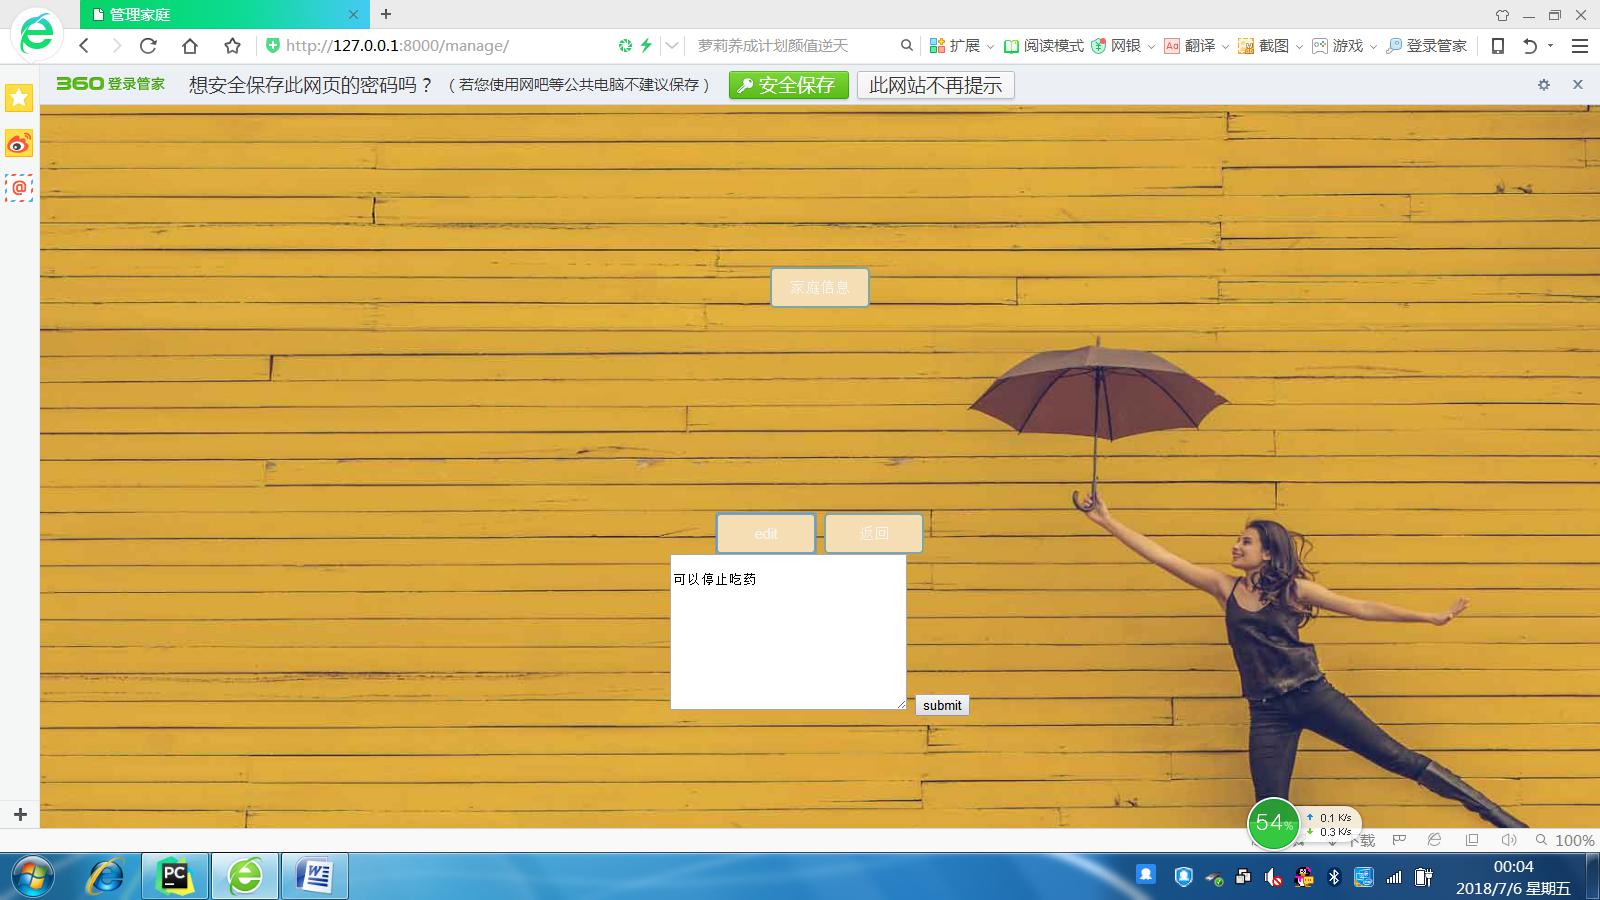 管理家庭
http://127.0.0.1:8000/manage/
萝莉养成计划颜值逆天
扩展
阅读模式
网银
Aa 翻译
截图
游戏
登录管家
360 登录管家
想安全保存此网页的密码吗？
（若您使用网吧等公共电脑不建议保存）
安全保存
此网站不再提示
家庭信息
edit
返回
可以停止吃药
submit
54%
0.1 K/s
0.3 K/s
下载
100%
PC
00:04
2018/7/6 星期五